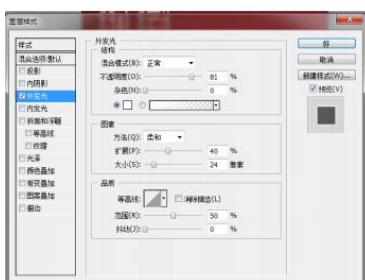 图层样式
样式
混合选项:默认
投影
内阴影
外发光
内发光
斜面和浮雕
等高线
纹理
光泽
颜色叠加
渐变叠加
图案叠加
描边
外发光
结构
混合模式(B): 正常
不透明度(O): 81 %
杂色(N): 0 %
图素
方法(Q): 柔和
扩展(P): 40 %
大小(S): 24 像素
品质
等高线: 消除锯齿(L)
范围(R): 50 %
抖动(J): 0 %
好
取消
新建样式(W)...
预览(V)